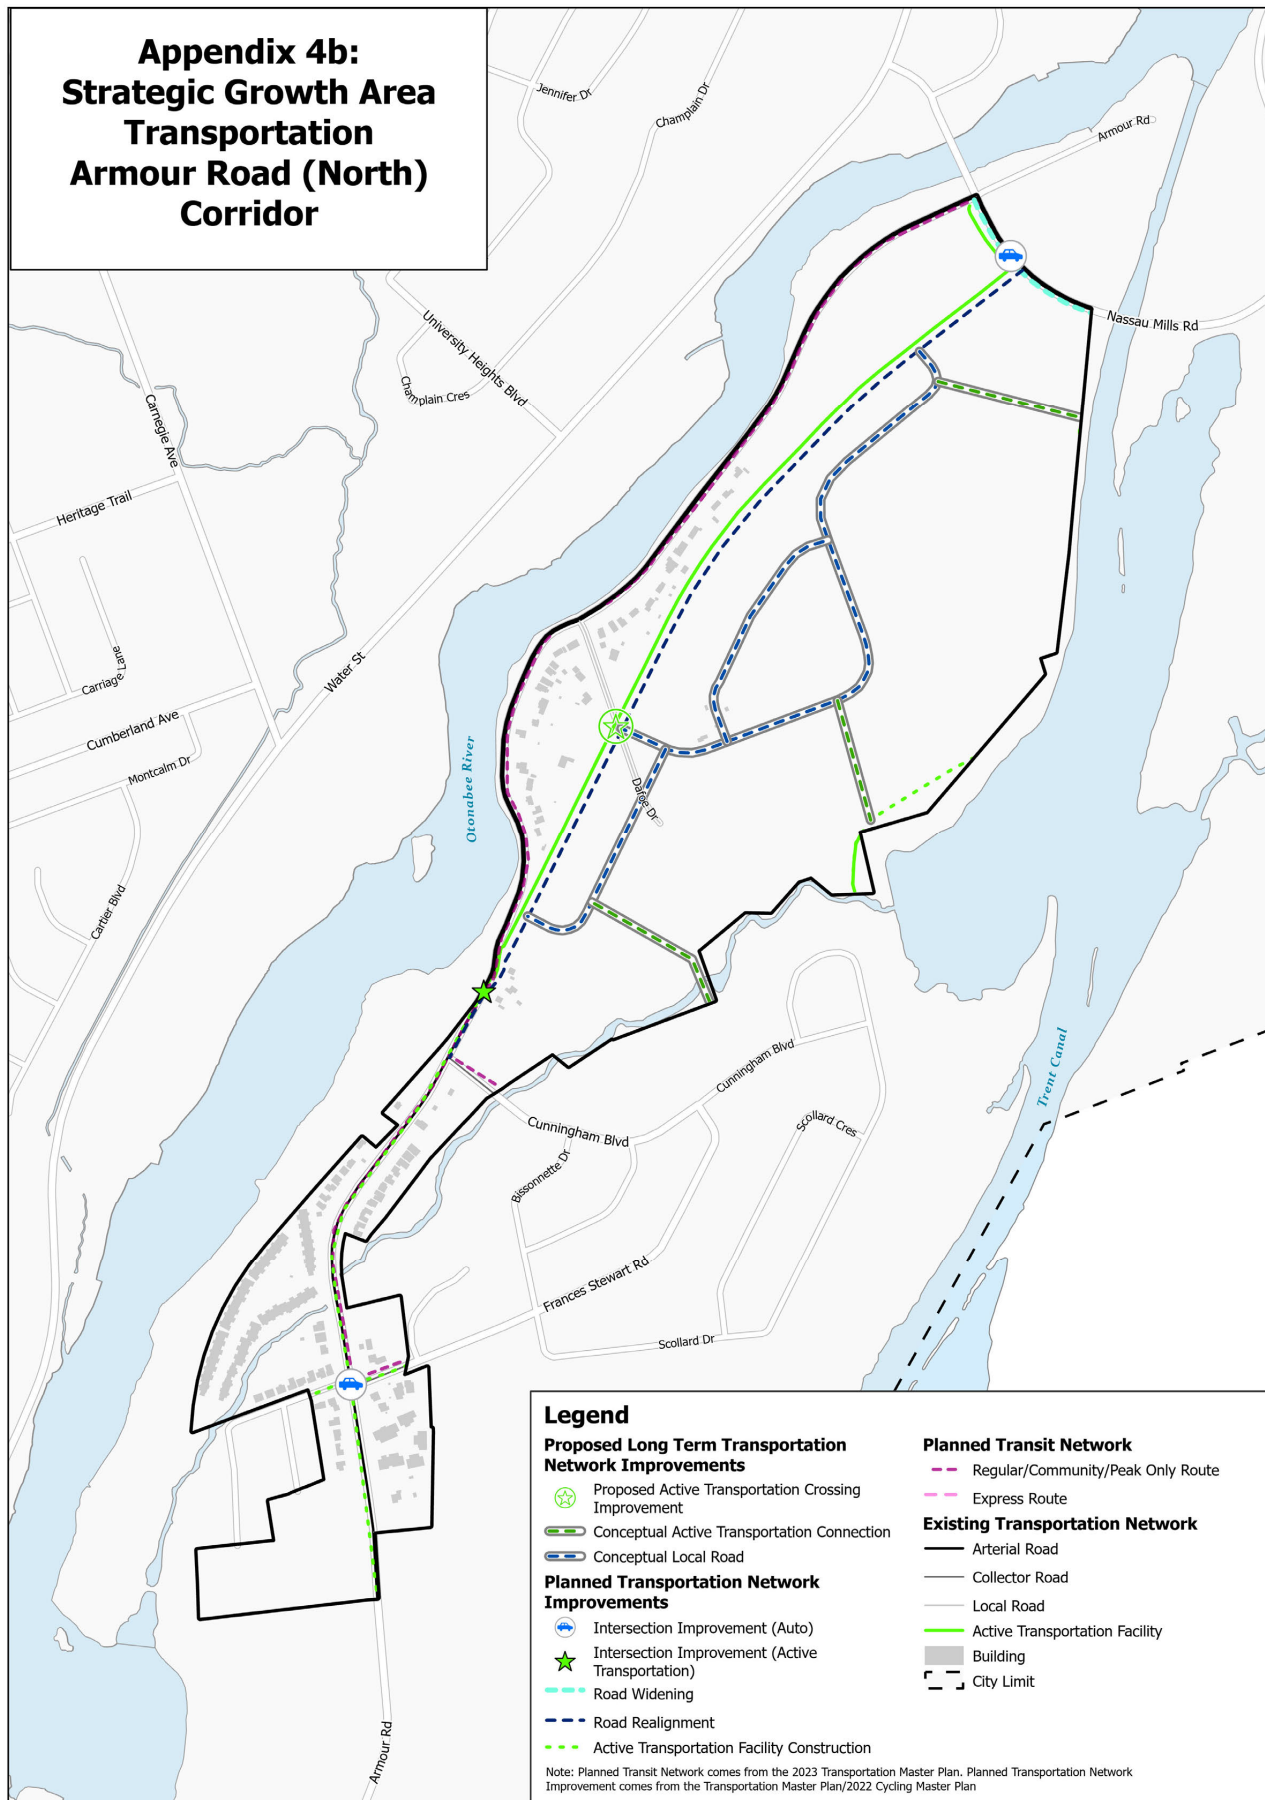 Appendix 4b:
Strategic Growth Area
Transportation
Armour Road (North)
Corridor
Jennifer Dr
Champlain Dr
Armour Rd
Nassau Mills Rd
University Heights Blvd
Champlain Cres
Carnegie Ave
Heritage Trail
Carriage Lane
Water St
Cumberland Ave
Montcalm Dr
Otonabee River
Dafoe Dr
Cartier Blvd
Trent Canal
Cunningham Blvd
Scollard Cres
Cunningham Blvd
Bissonnette Dr
Frances Stewart Rd
Scollard Dr
Armour Rd
Legend
Proposed Long Term Transportation
Network Improvements
Proposed Active Transportation Crossing
Improvement
Conceptual Active Transportation Connection
Conceptual Local Road
Planned Transportation Network
Improvements
Intersection Improvement (Auto)
Intersection Improvement (Active
Transportation)
Road Widening
Road Realignment
Active Transportation Facility Construction
Planned Transit Network
Regular/Community/Peak Only Route
Express Route
Existing Transportation Network
Arterial Road
Collector Road
Local Road
Active Transportation Facility
Building
City Limit
Note: Planned Transit Network comes from the 2023 Transportation Master Plan. Planned Transportation Network
Improvement comes from the Transportation Master Plan/2022 Cycling Master Plan